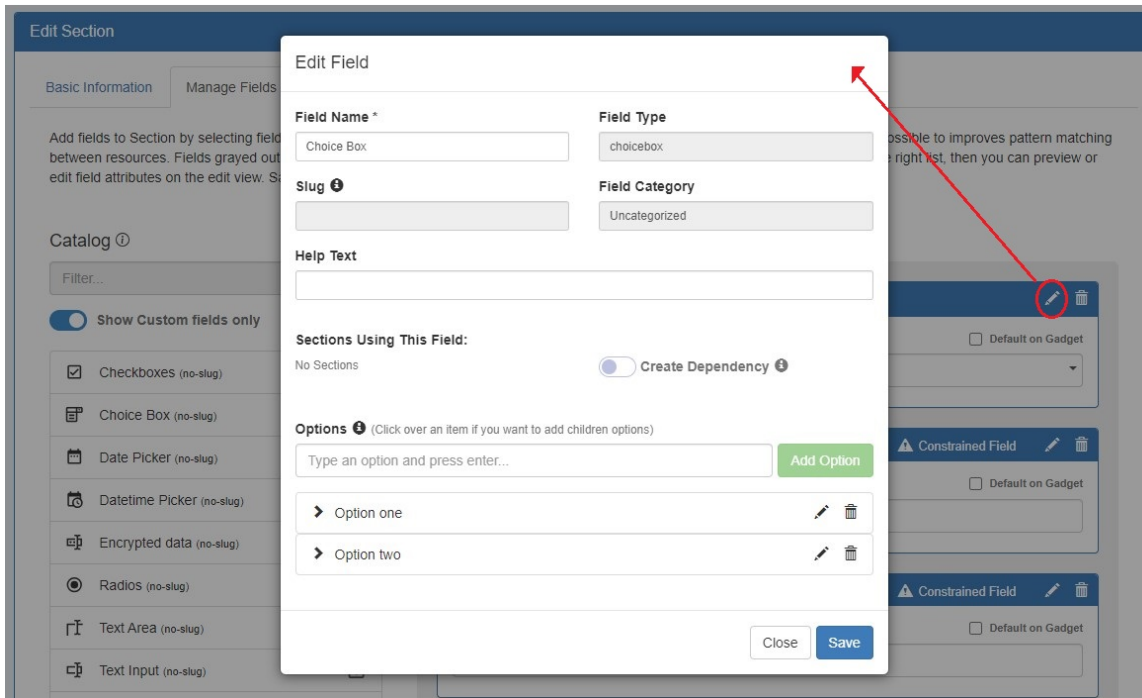 Edit Section
Basic Information
Manage Fields
Add fields to Section by selecting field
ossible to improves pattern matching
between resources. Fields grayed out
right list, then you can preview or
edit field attributes on the edit view.
Catalog
Filter...
Show Custom fields only
Checkboxes (no-slug)
Choice Box (no-slug)
Date Picker (no-slug)
Datetime Picker (no-slug)
Encrypted data (no-slug)
Radios (no-slug)
Text Area (no-slug)
Text Input (no-slug)
Edit Field
Field Name *
Field Type
Choice Box
choicebox
Slug
Field Category
Uncategorized
Help Text
Sections Using This Field:
No Sections
Create Dependency
Options (Click over an item if you want to add children options)
Type an option and press enter...
Add Option
Option one
Option two
Close
Save
Default on Gadget
Constrained Field
Default on Gadget
Constrained Field
Default on Gadget